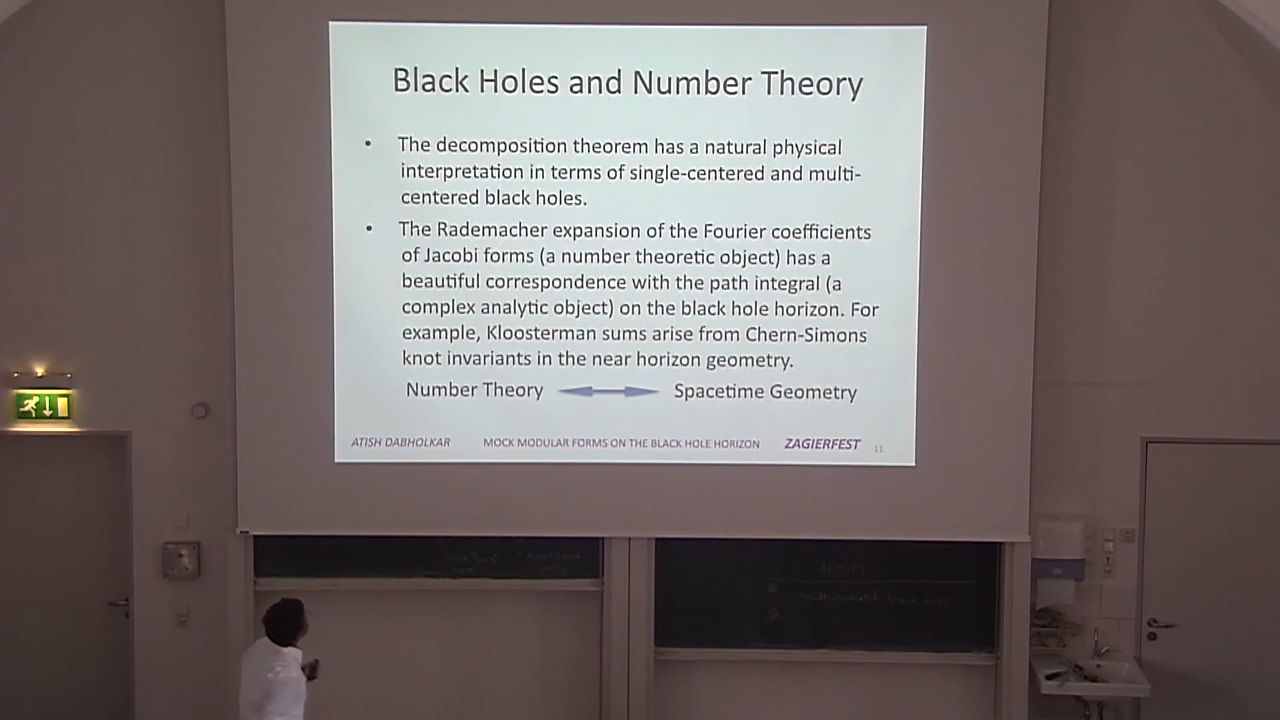 Black Holes and Number Theory
• The decomposition theorem has a natural physical
interpretation in terms of single-centered and multi-
centered black holes.
• The Rademacher expansion of the Fourier coefficients
of Jacobi forms (a number theoretic object) has a
beautiful correspondence with the path integral (a
complex analytic object) on the black hole horizon. For
example, Kloosterman sums arise from Chern-Simons
knot invariants in the near horizon geometry.
Number Theory Spacetime Geometry
ATISH DABHOLKAR MOCK MODULAR FORMS ON THE BLACK HOLE HORIZON ZAGIERFEST 11